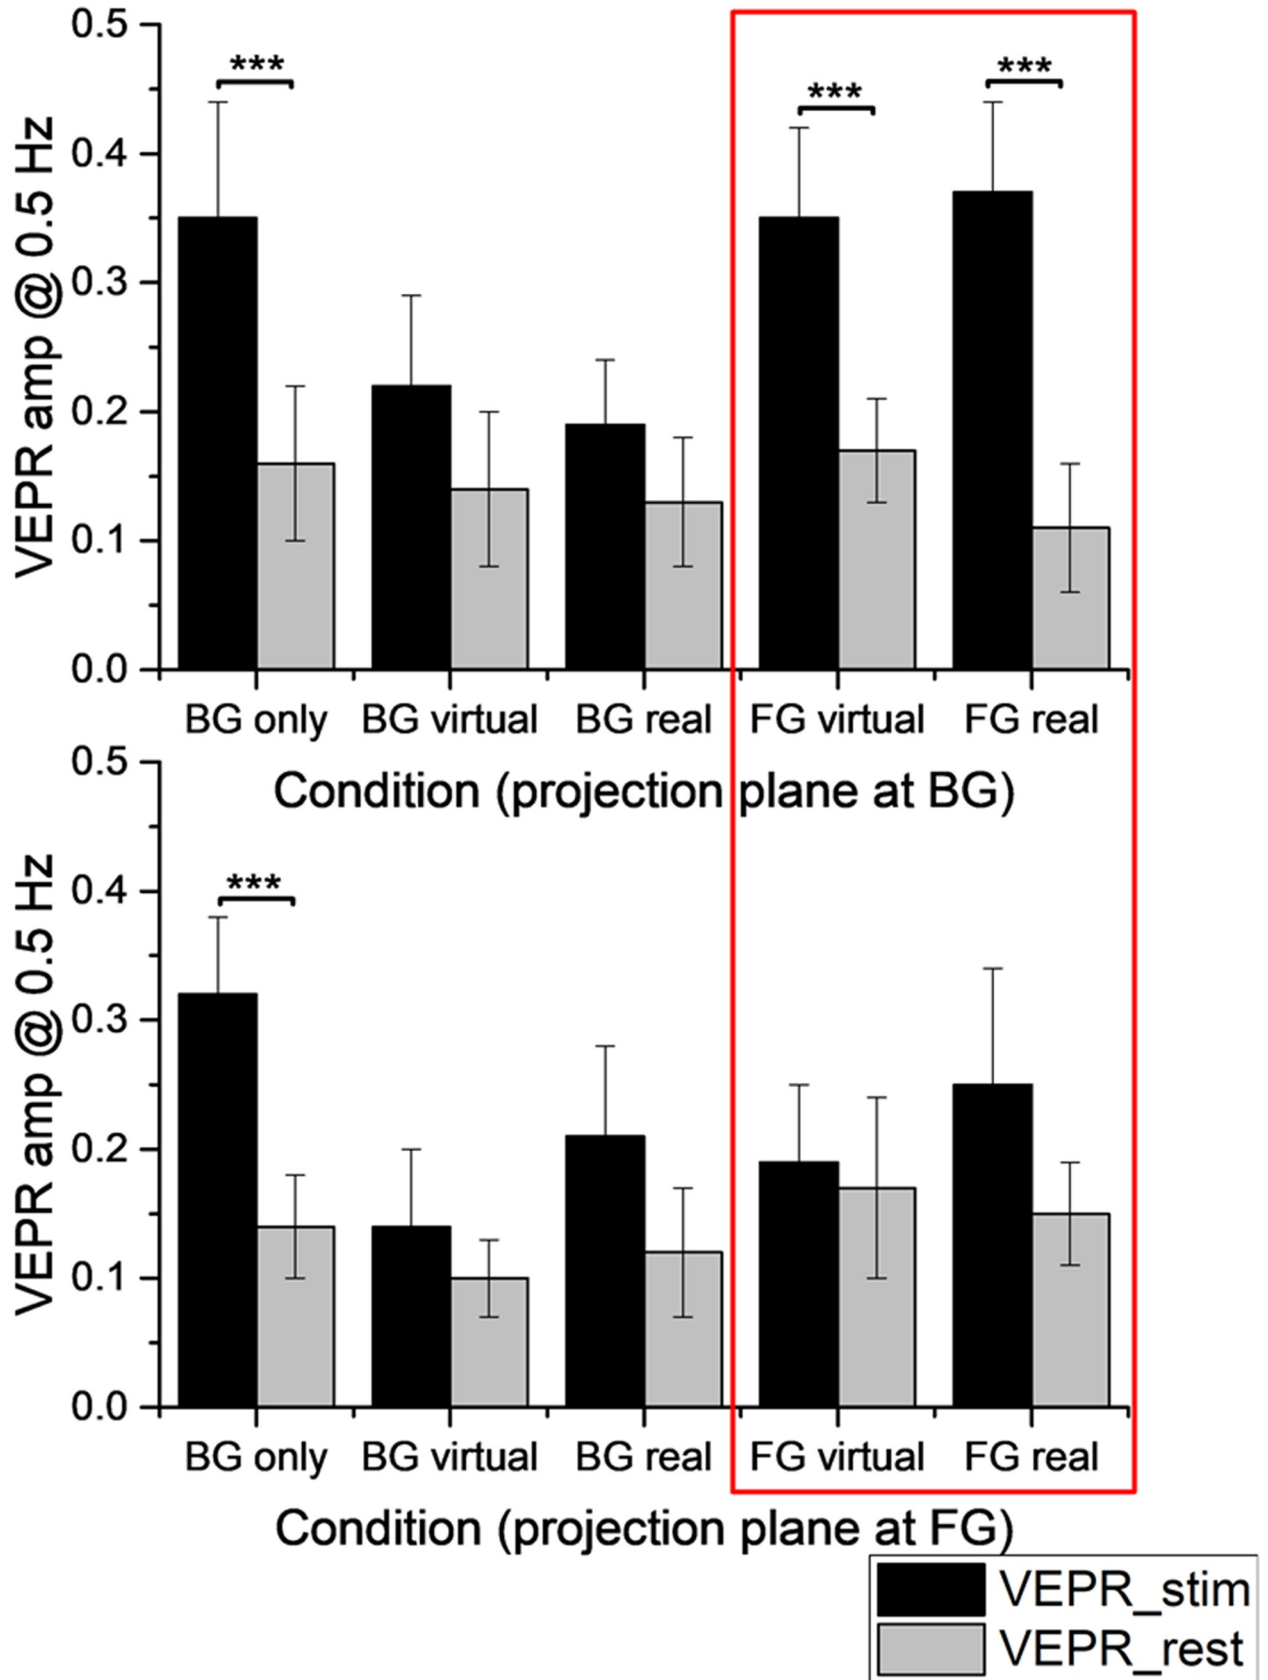 VEPR amp @ 0.5 Hz
0.5
0.4
0.3
0.2
0.1
0.0
***
***
***
BG only
BG virtual
BG real
FG virtual
FG real
Condition (projection plane at BG)
VEPR amp @ 0.5 Hz
0.5
0.4
0.3
0.2
0.1
0.0
***
BG only
BG virtual
BG real
FG virtual
FG real
Condition (projection plane at FG)
VEPR_stim
VEPR_rest